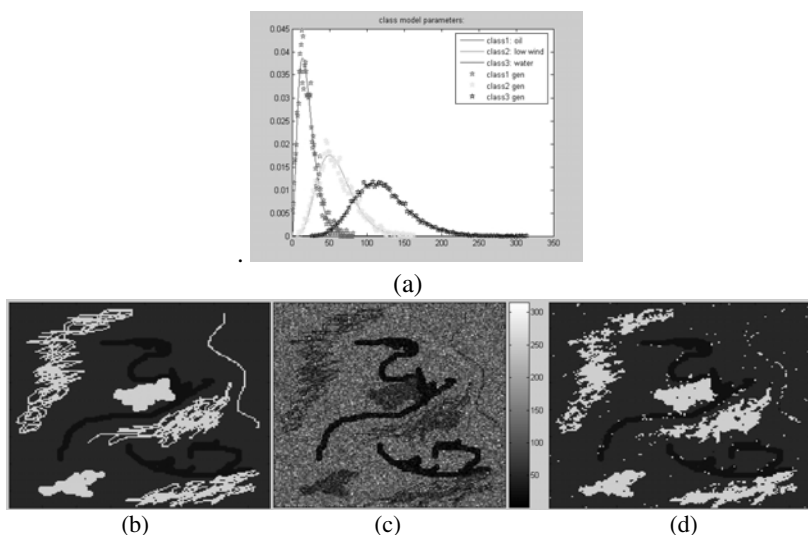 class model parameters:
0.045
0.04
0.035
0.03
0.025
0.02
0.015
0.01
0.005
0
class1: oil
class2: low wind
class3: water
class1 gen
class2 gen
class3 gen
0 50 100 150 200 250 300 350
.
(a)
300
250
200
150
100
50
(b) (c) (d)